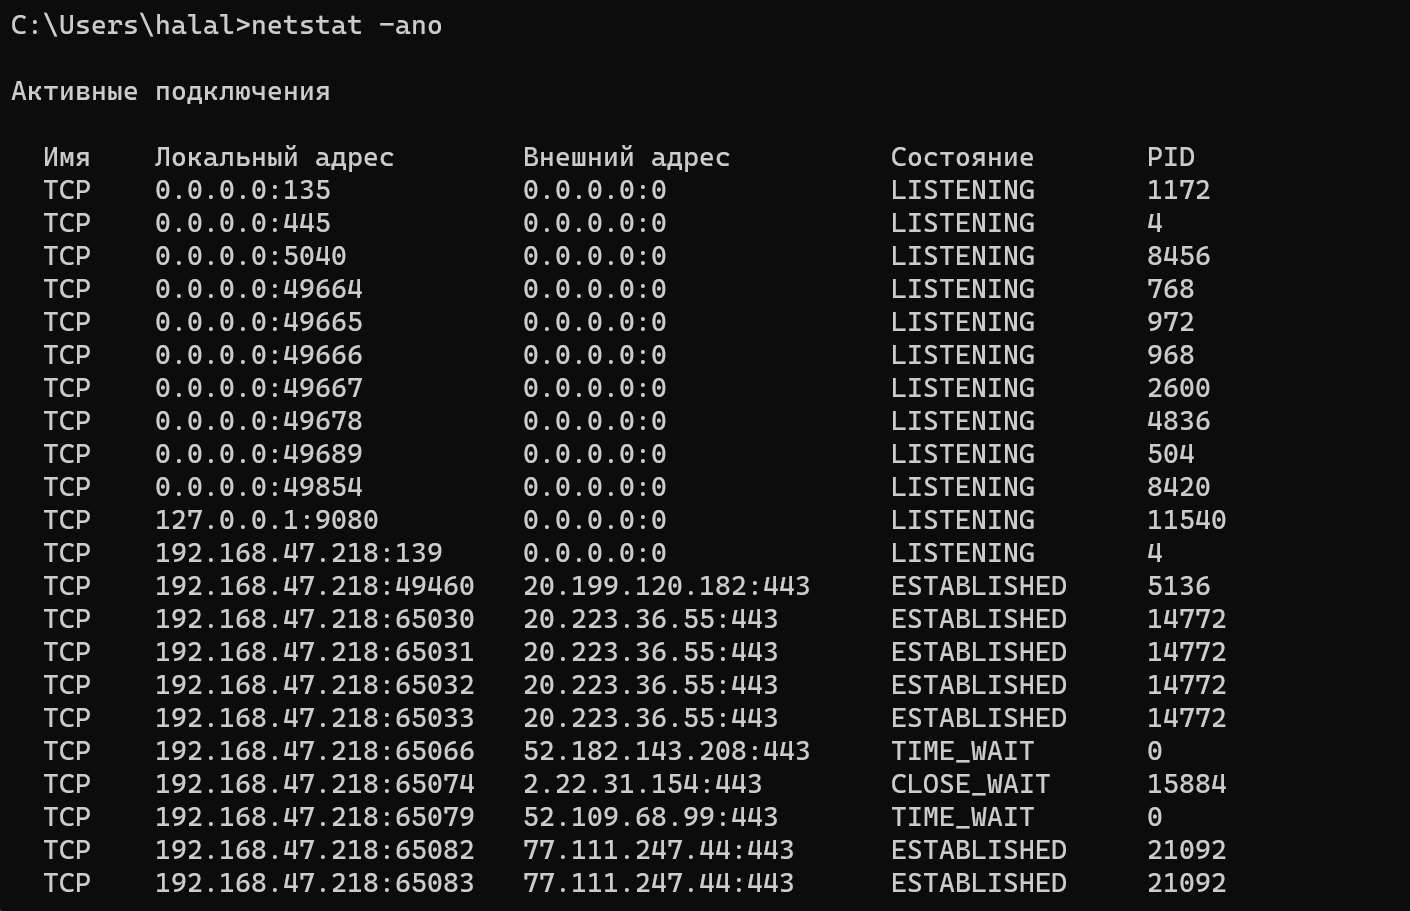 C:\Users\halal>netstat -ano
Активные подключения
Имя Локальный адрес Внешний адрес Состояние PID
TCP 0.0.0.0:135 0.0.0.0:0 LISTENING 1172
TCP 0.0.0.0:445 0.0.0.0:0 LISTENING 4
TCP 0.0.0.0:5040 0.0.0.0:0 LISTENING 8456
TCP 0.0.0.0:49664 0.0.0.0:0 LISTENING 768
TCP 0.0.0.0:49665 0.0.0.0:0 LISTENING 972
TCP 0.0.0.0:49666 0.0.0.0:0 LISTENING 968
TCP 0.0.0.0:49667 0.0.0.0:0 LISTENING 2600
TCP 0.0.0.0:49678 0.0.0.0:0 LISTENING 4836
TCP 0.0.0.0:49689 0.0.0.0:0 LISTENING 504
TCP 0.0.0.0:49854 0.0.0.0:0 LISTENING 8420
TCP 127.0.0.1:9080 0.0.0.0:0 LISTENING 11540
TCP 192.168.47.218:139 0.0.0.0:0 LISTENING 4
TCP 192.168.47.218:49460 20.199.120.182:443 ESTABLISHED 5136
TCP 192.168.47.218:65030 20.223.36.55:443 ESTABLISHED 14772
TCP 192.168.47.218:65031 20.223.36.55:443 ESTABLISHED 14772
TCP 192.168.47.218:65032 20.223.36.55:443 ESTABLISHED 14772
TCP 192.168.47.218:65033 20.223.36.55:443 ESTABLISHED 14772
TCP 192.168.47.218:65066 52.182.143.208:443 TIME_WAIT 0
TCP 192.168.47.218:65074 2.22.31.154:443 CLOSE_WAIT 15884
TCP 192.168.47.218:65079 52.109.68.99:443 TIME_WAIT 0
TCP 192.168.47.218:65082 77.111.247.44:443 ESTABLISHED 21092
TCP 192.168.47.218:65083 77.111.247.44:443 ESTABLISHED 21092